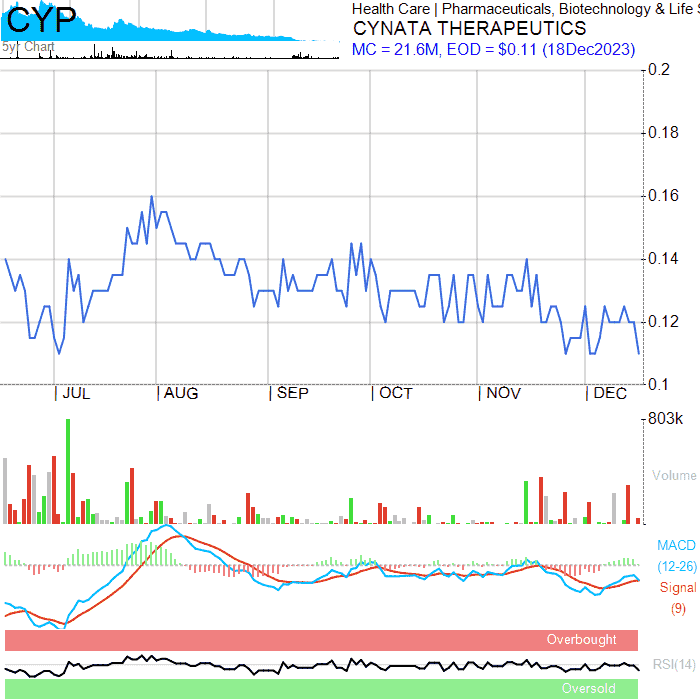 CYP
5yr Chart
Health Care | Pharmaceuticals, Biotechnology & Life S
CYNATA THERAPEUTICS
MC = 21.6M, EOD = $0.11 (18Dec2023)
0.2
0.18
0.16
0.14
0.12
0.1
| JUL | AUG | SEP | OCT | NOV | DEC
803k
Volume
MACD
(12-26)
Signal
(9)
Overbought
RSI(14)
Oversold